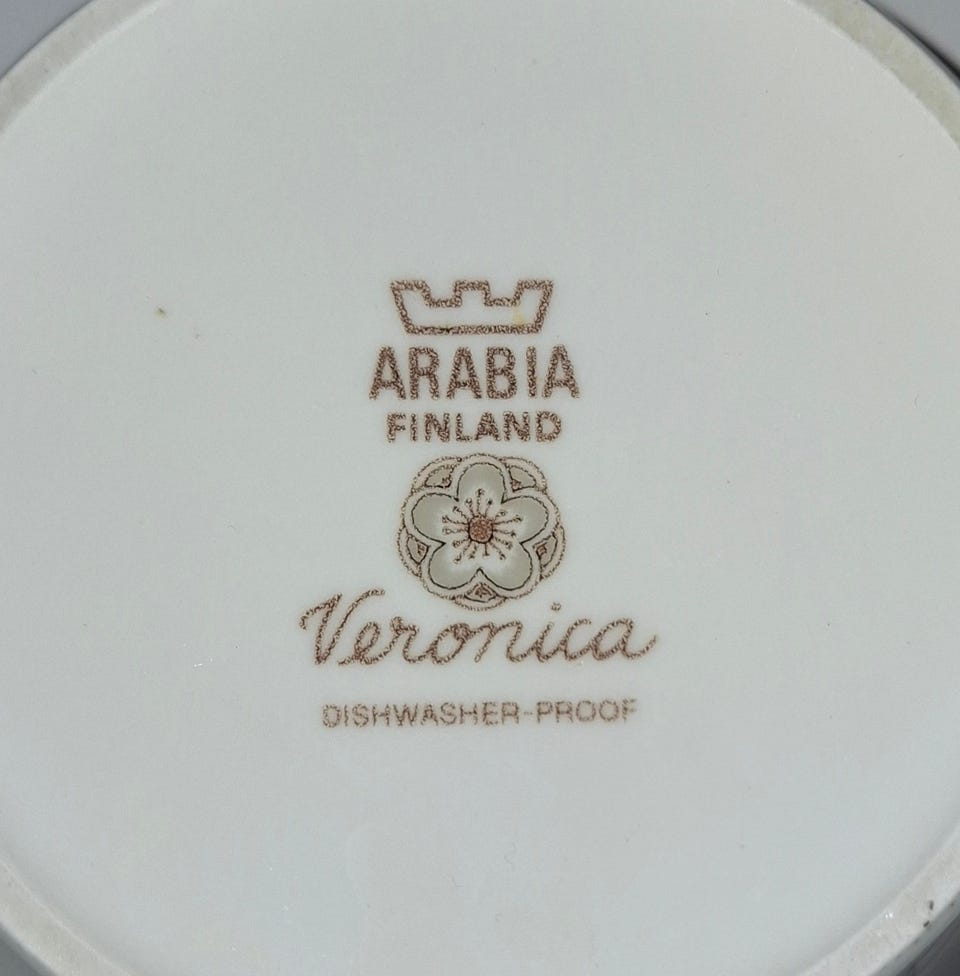 ARABIA
FINLAND
Veronica
DISHWASHER-PROOF